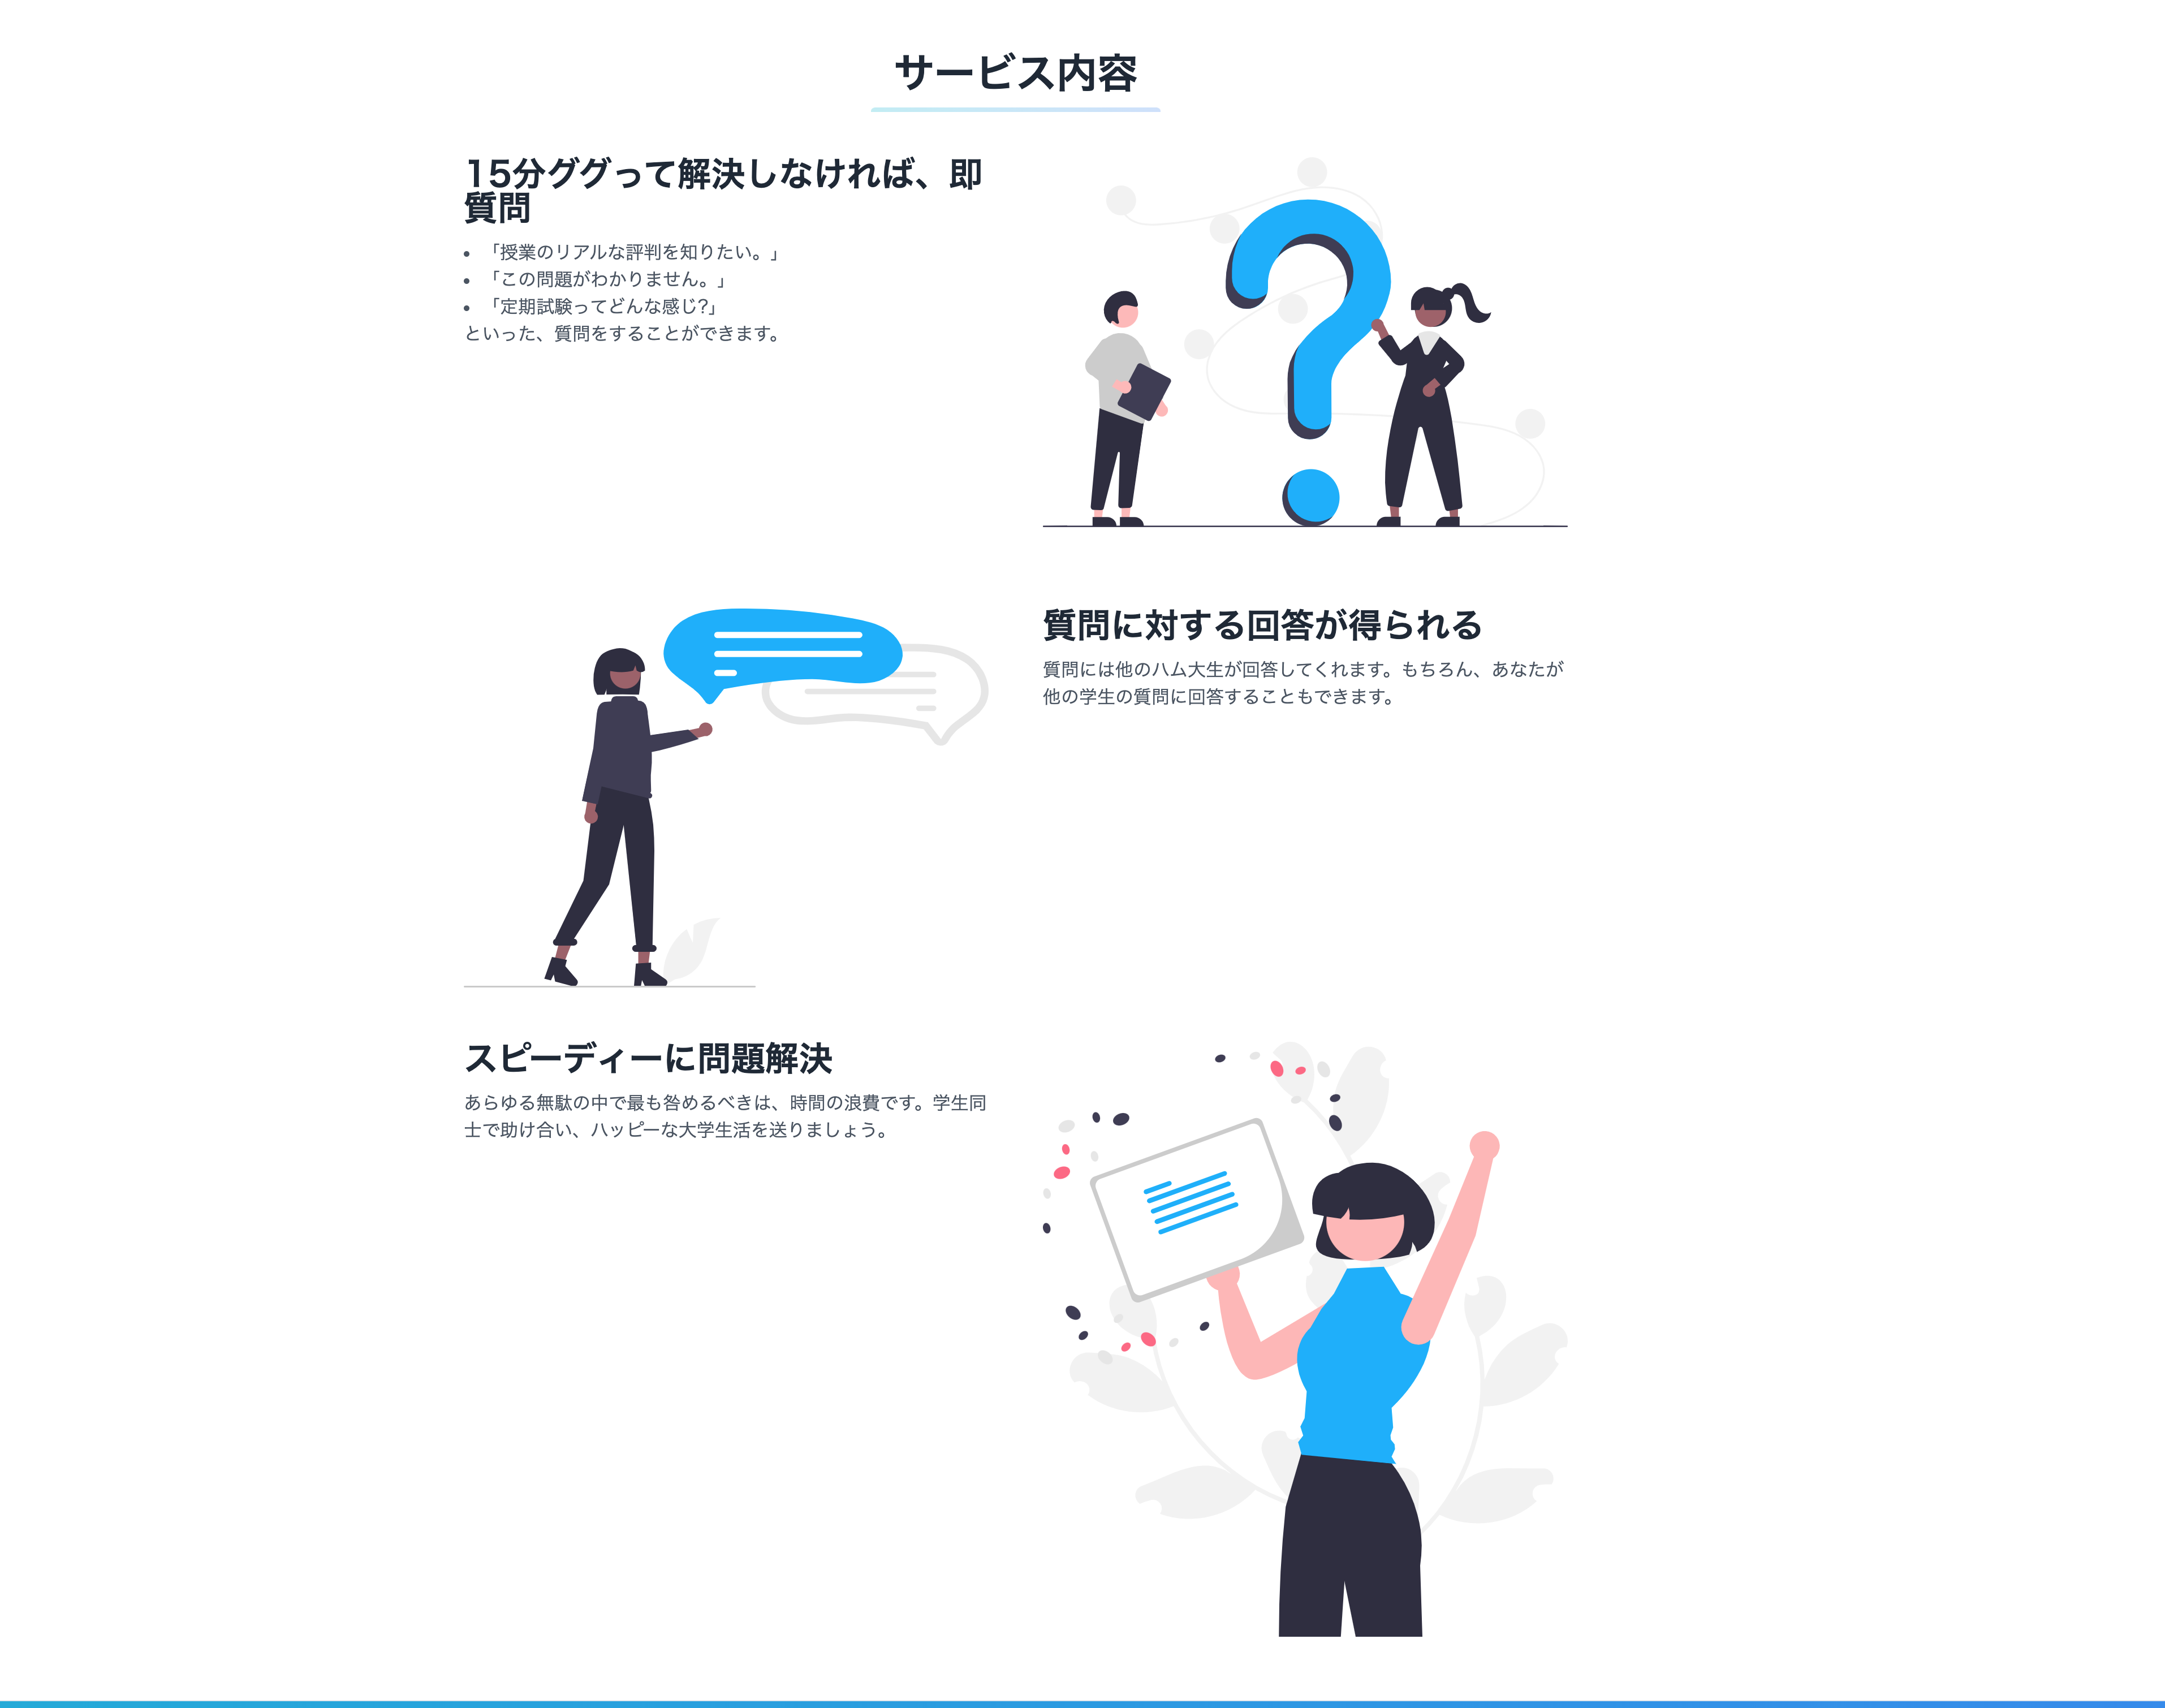 サービス内容
15分ググって解決しなければ、即
質問
• 「授業のリアルな評判を知りたい。」
• 「この問題がわかりません。」
• 「定期試験ってどんな感じ?」
といった、質問をすることができます。
質問に対する回答が得られる
質問には他のハム大生が回答してくれます。もちろん、あなたが
他の学生の質問に回答することもできます。
スピーディーに問題解決
あらゆる無駄の中で最も咎めるべきは、時間の浪費です。学生同
士で助け合い、ハッピーな大学生活を送りましょう。